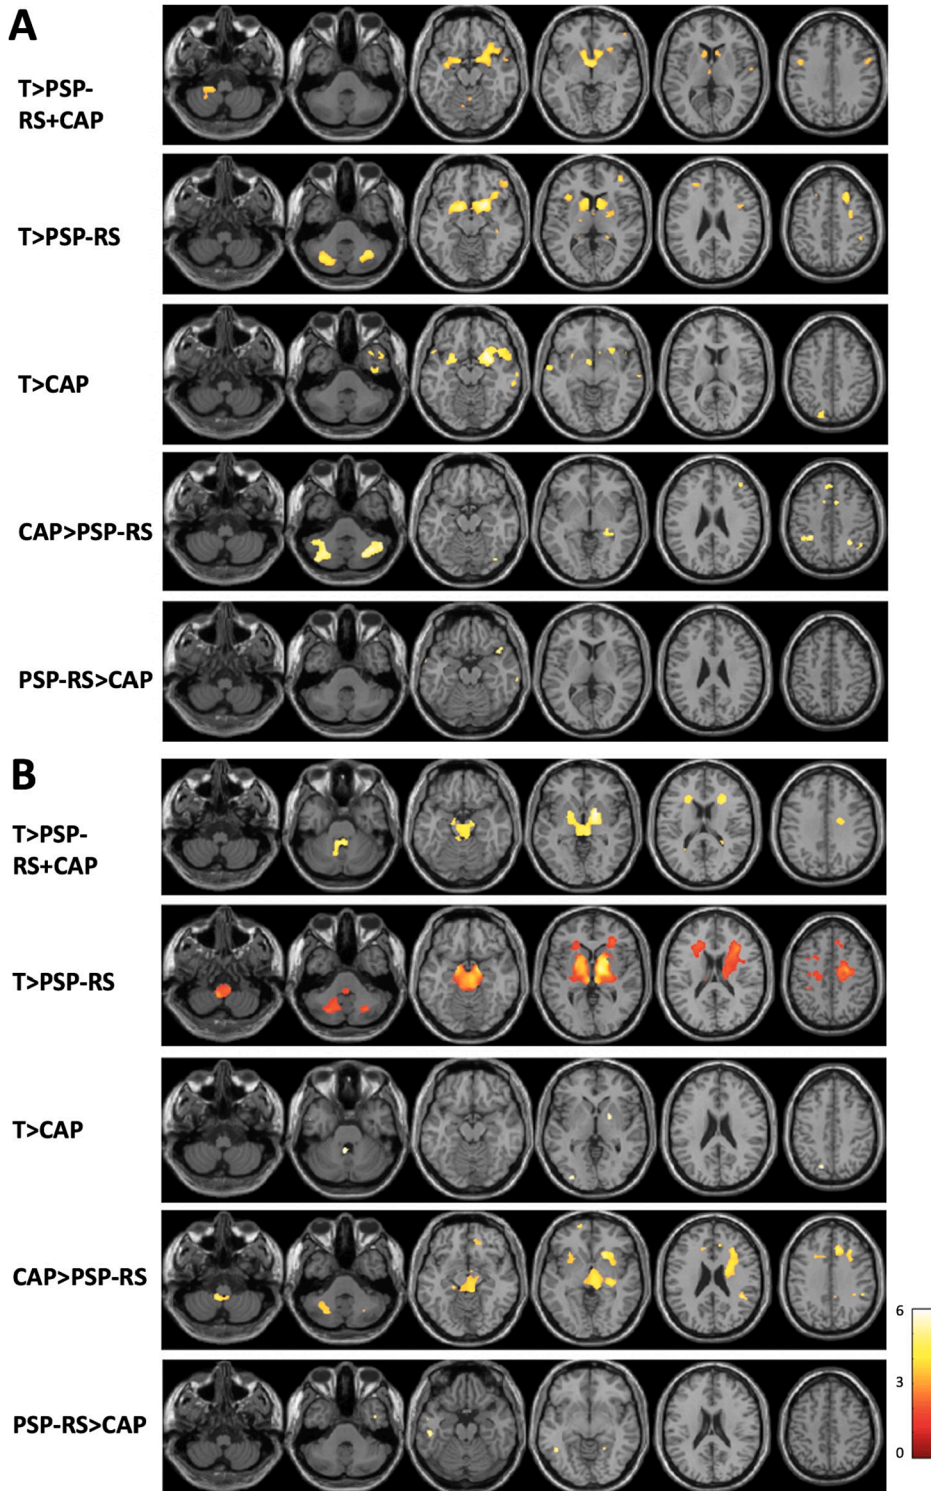 A
T>PSP-
RS+CAP
T>PSP-RS
T>CAP
CAP>PSP-RS
PSP-RS>CAP
B
T>PSP-
RS+CAP
T>PSP-RS
T>CAP
CAP>PSP-RS
PSP-RS>CAP
6
3
0